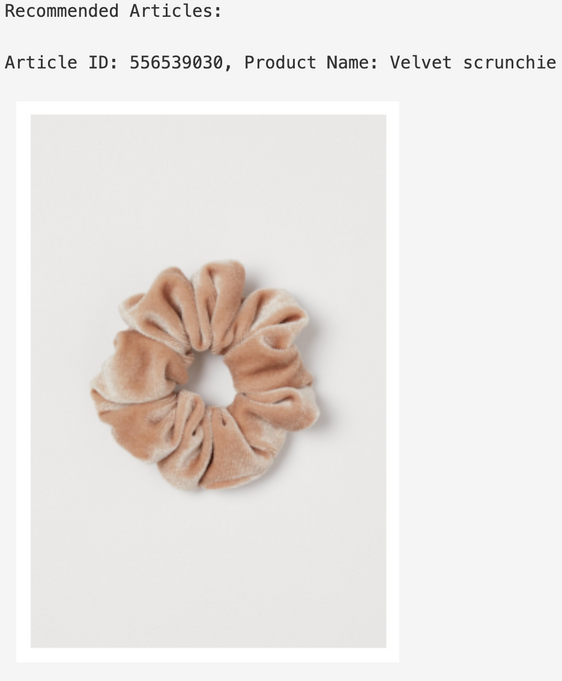 Recommended Articles:
Article ID: 556539030, Product Name: Velvet scrunchie